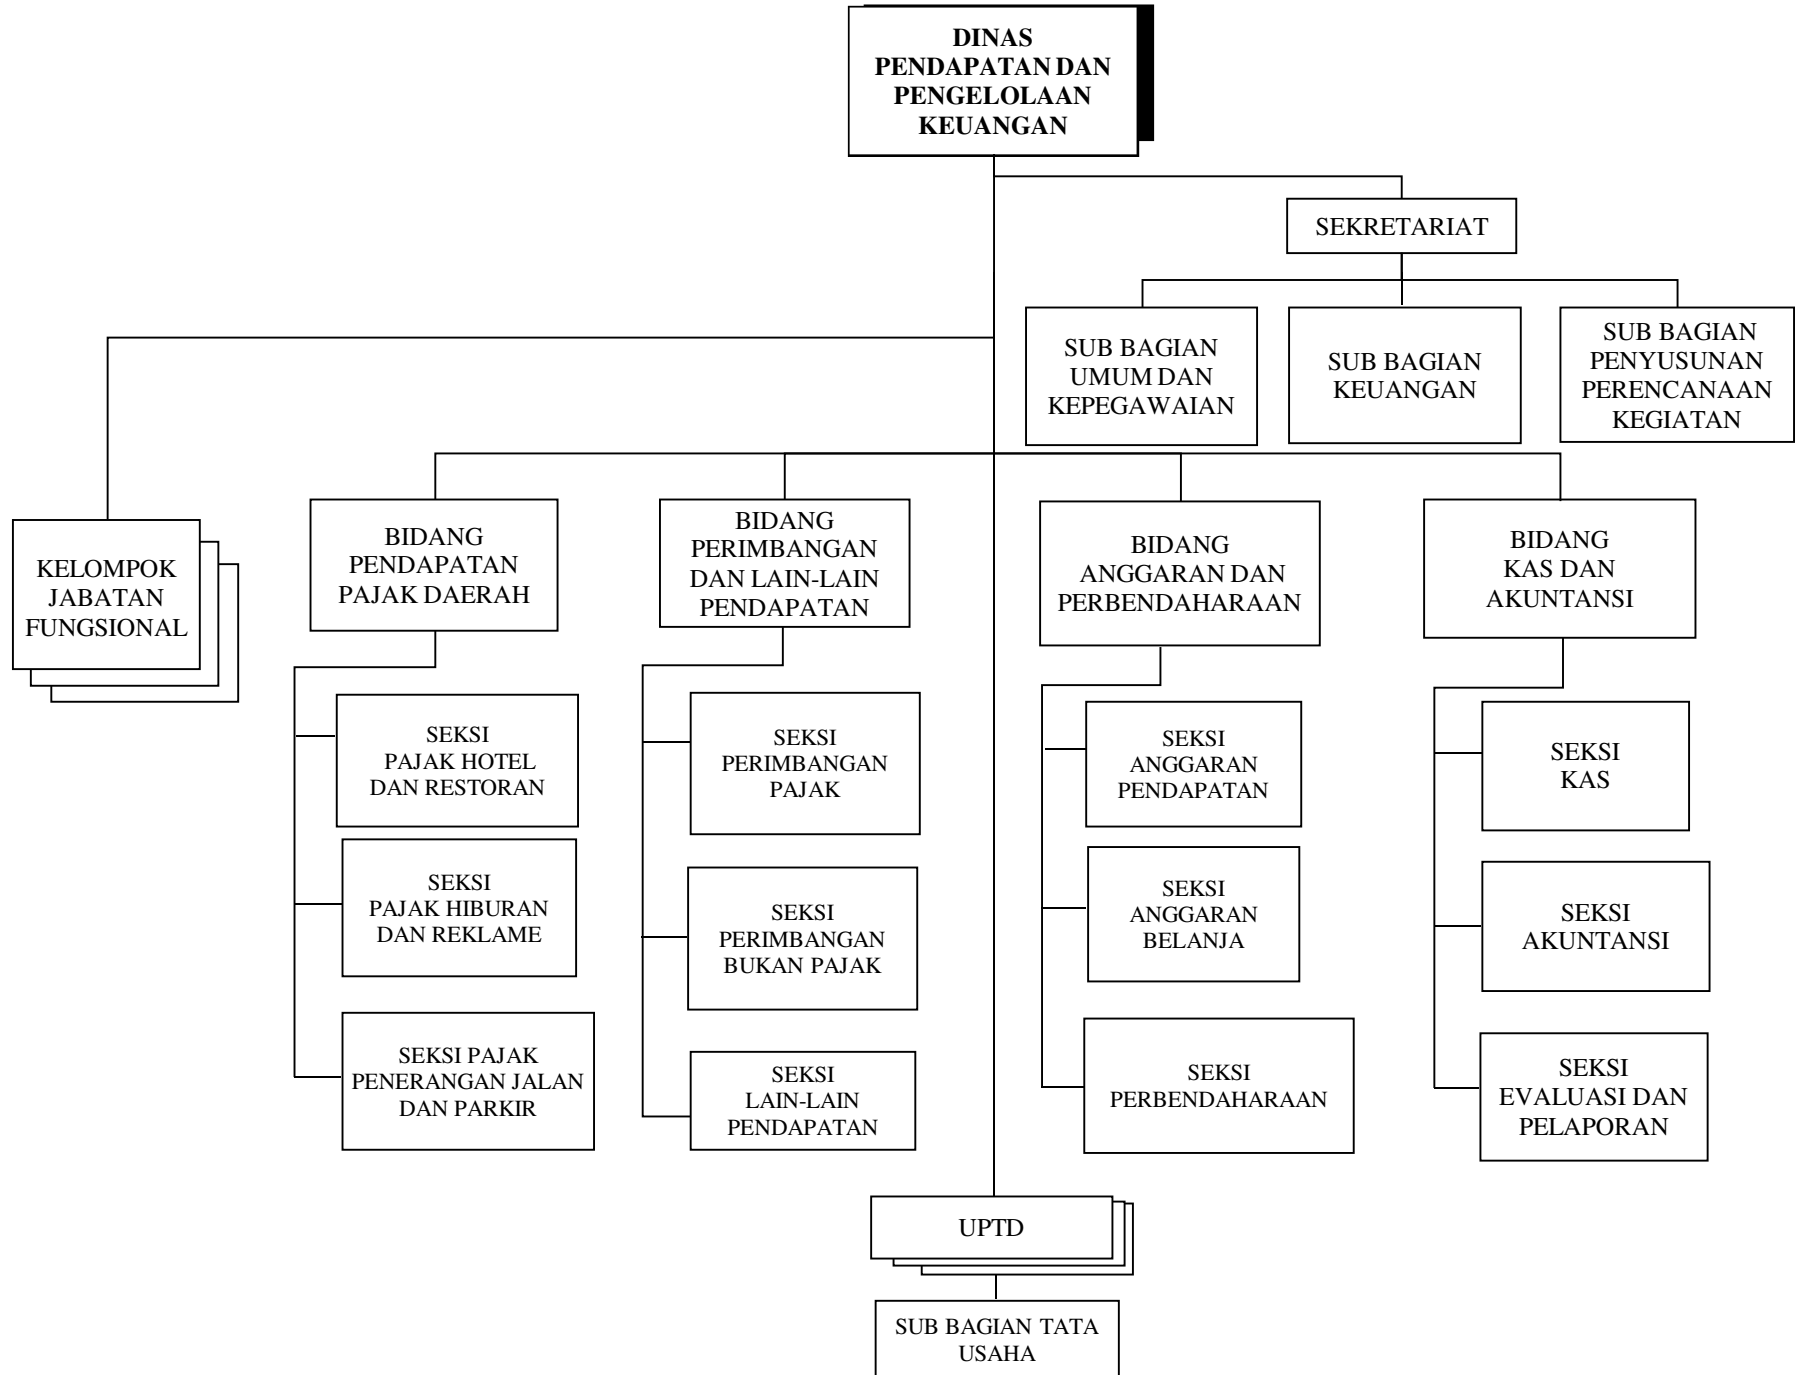 DINAS
PENDAPATAN DAN
PENGELOLAAN
KEUANGAN
SEKRETARIAT
SUB BAGIAN
UMUM DAN
KEPEGAWAIAN
SUB BAGIAN
KEUANGAN
SUB BAGIAN
PENYUSUNAN
PERENCANAAN
KEGIATAN
KELOMPOK
JABATAN
FUNGSIONAL
BIDANG
PENDAPATAN
PAJAK DAERAH
BIDANG
PERIMBANGAN
DAN LAIN-LAIN
PENDAPATAN
BIDANG
ANGGARAN DAN
PERBENDAHARAAN
BIDANG
KAS DAN
AKUNTANSI
SEKSI
PAJAK HOTEL
DAN RESTORAN
SEKSI
PERIMBANGAN
PAJAK
SEKSI
ANGGARAN
PENDAPATAN
SEKSI
KAS
SEKSI
PAJAK HIBURAN
DAN REKLAME
SEKSI
PERIMBANGAN
BUKAN PAJAK
SEKSI
ANGGARAN
BELANJA
SEKSI
AKUNTANSI
SEKSI PAJAK
PENERANGAN JALAN
DAN PARKIR
SEKSI
LAIN-LAIN
PENDAPATAN
SEKSI
PERBENDAHARAAN
SEKSI
EVALUASI DAN
PELAPORAN
UPTD
SUB BAGIAN TATA
USAHA